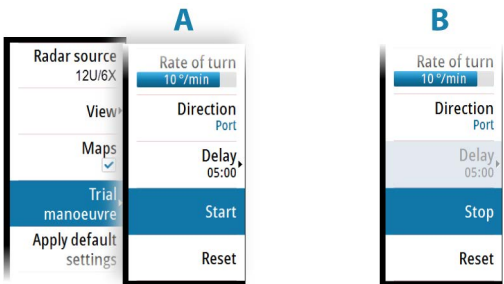 A
B
Radar source
12U/6X
View
Maps
Trial
manoeuvre
Apply default
settings
Rate of turn
10 °/min
Direction
Port
Delay
05:00
Start
Reset
Rate of turn
10 °/min
Direction
Port
Delay
05:00
Stop
Reset